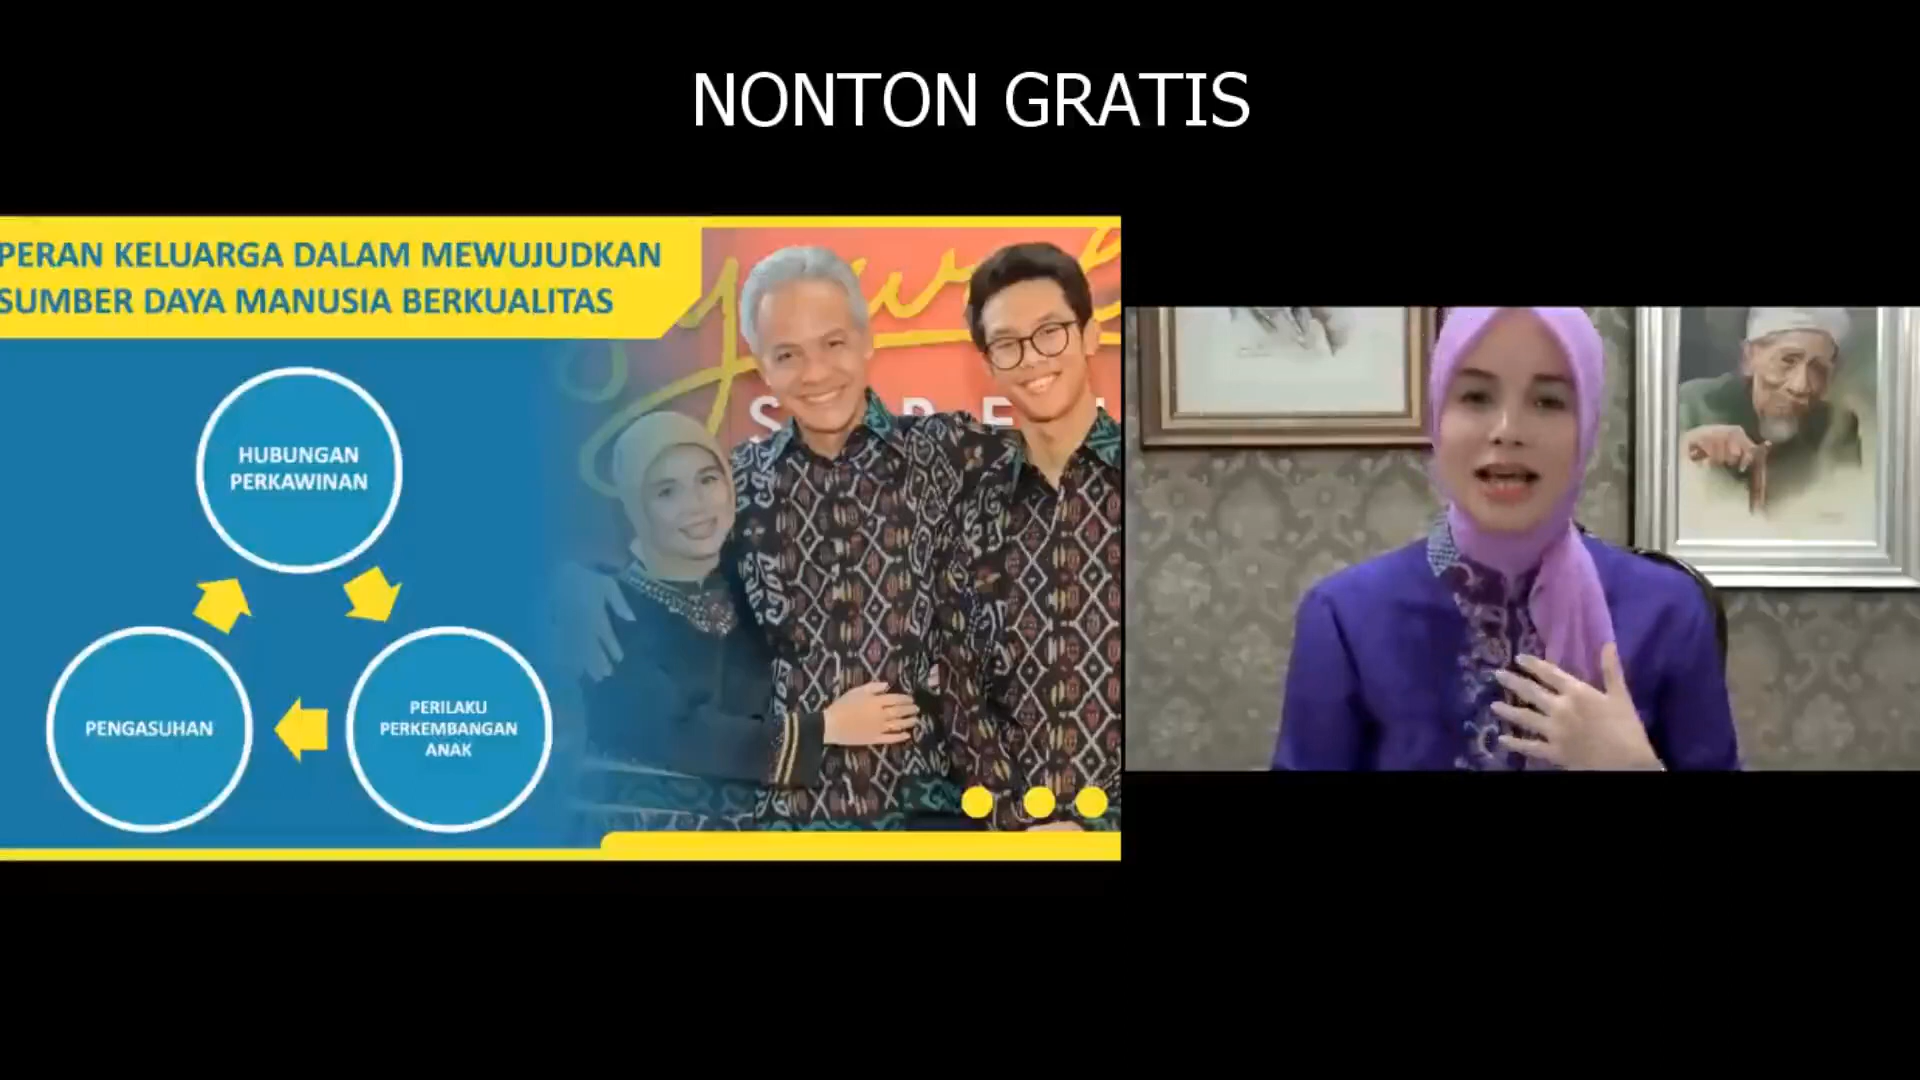 NONTON GRATIS
PERAN KELUARGA DALAM MEWUJUDKAN
SUMBER DAYA MANUSIA BERKUALITAS
HUBUNGAN
PERKAWINAN
PENGASUHAN
PERILAKU
PERKEMBANGAN
ANAK